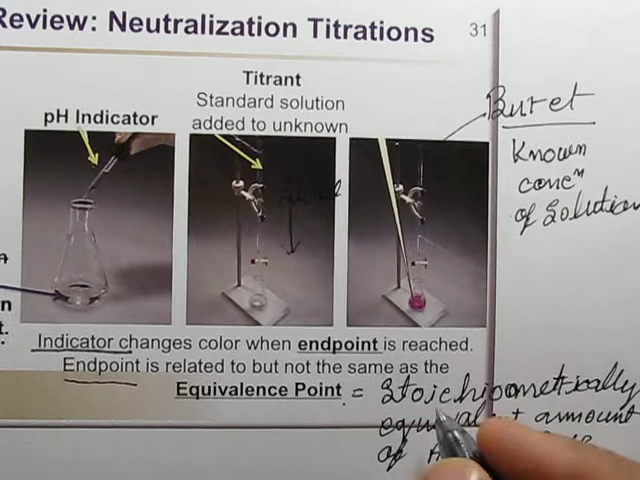 Review: Neutralization Titrations 31
Titrant
Standard solution
added to unknown
pH Indicator
Buret
Known
concn
of Solution
Indicator changes color when endpoint is reached.
Endpoint is related to but not the same as the
Equivalence Point = Stoichiometrically
amount
of